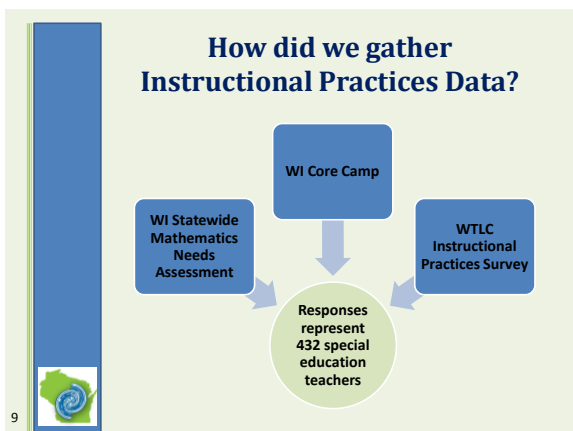 How did we gather
Instructional Practices Data?
WI Core Camp
WI Statewide
Mathematics
Needs
Assessment
WTLC
Instructional
Practices Survey
Responses
represent
432 special
education
teachers
9